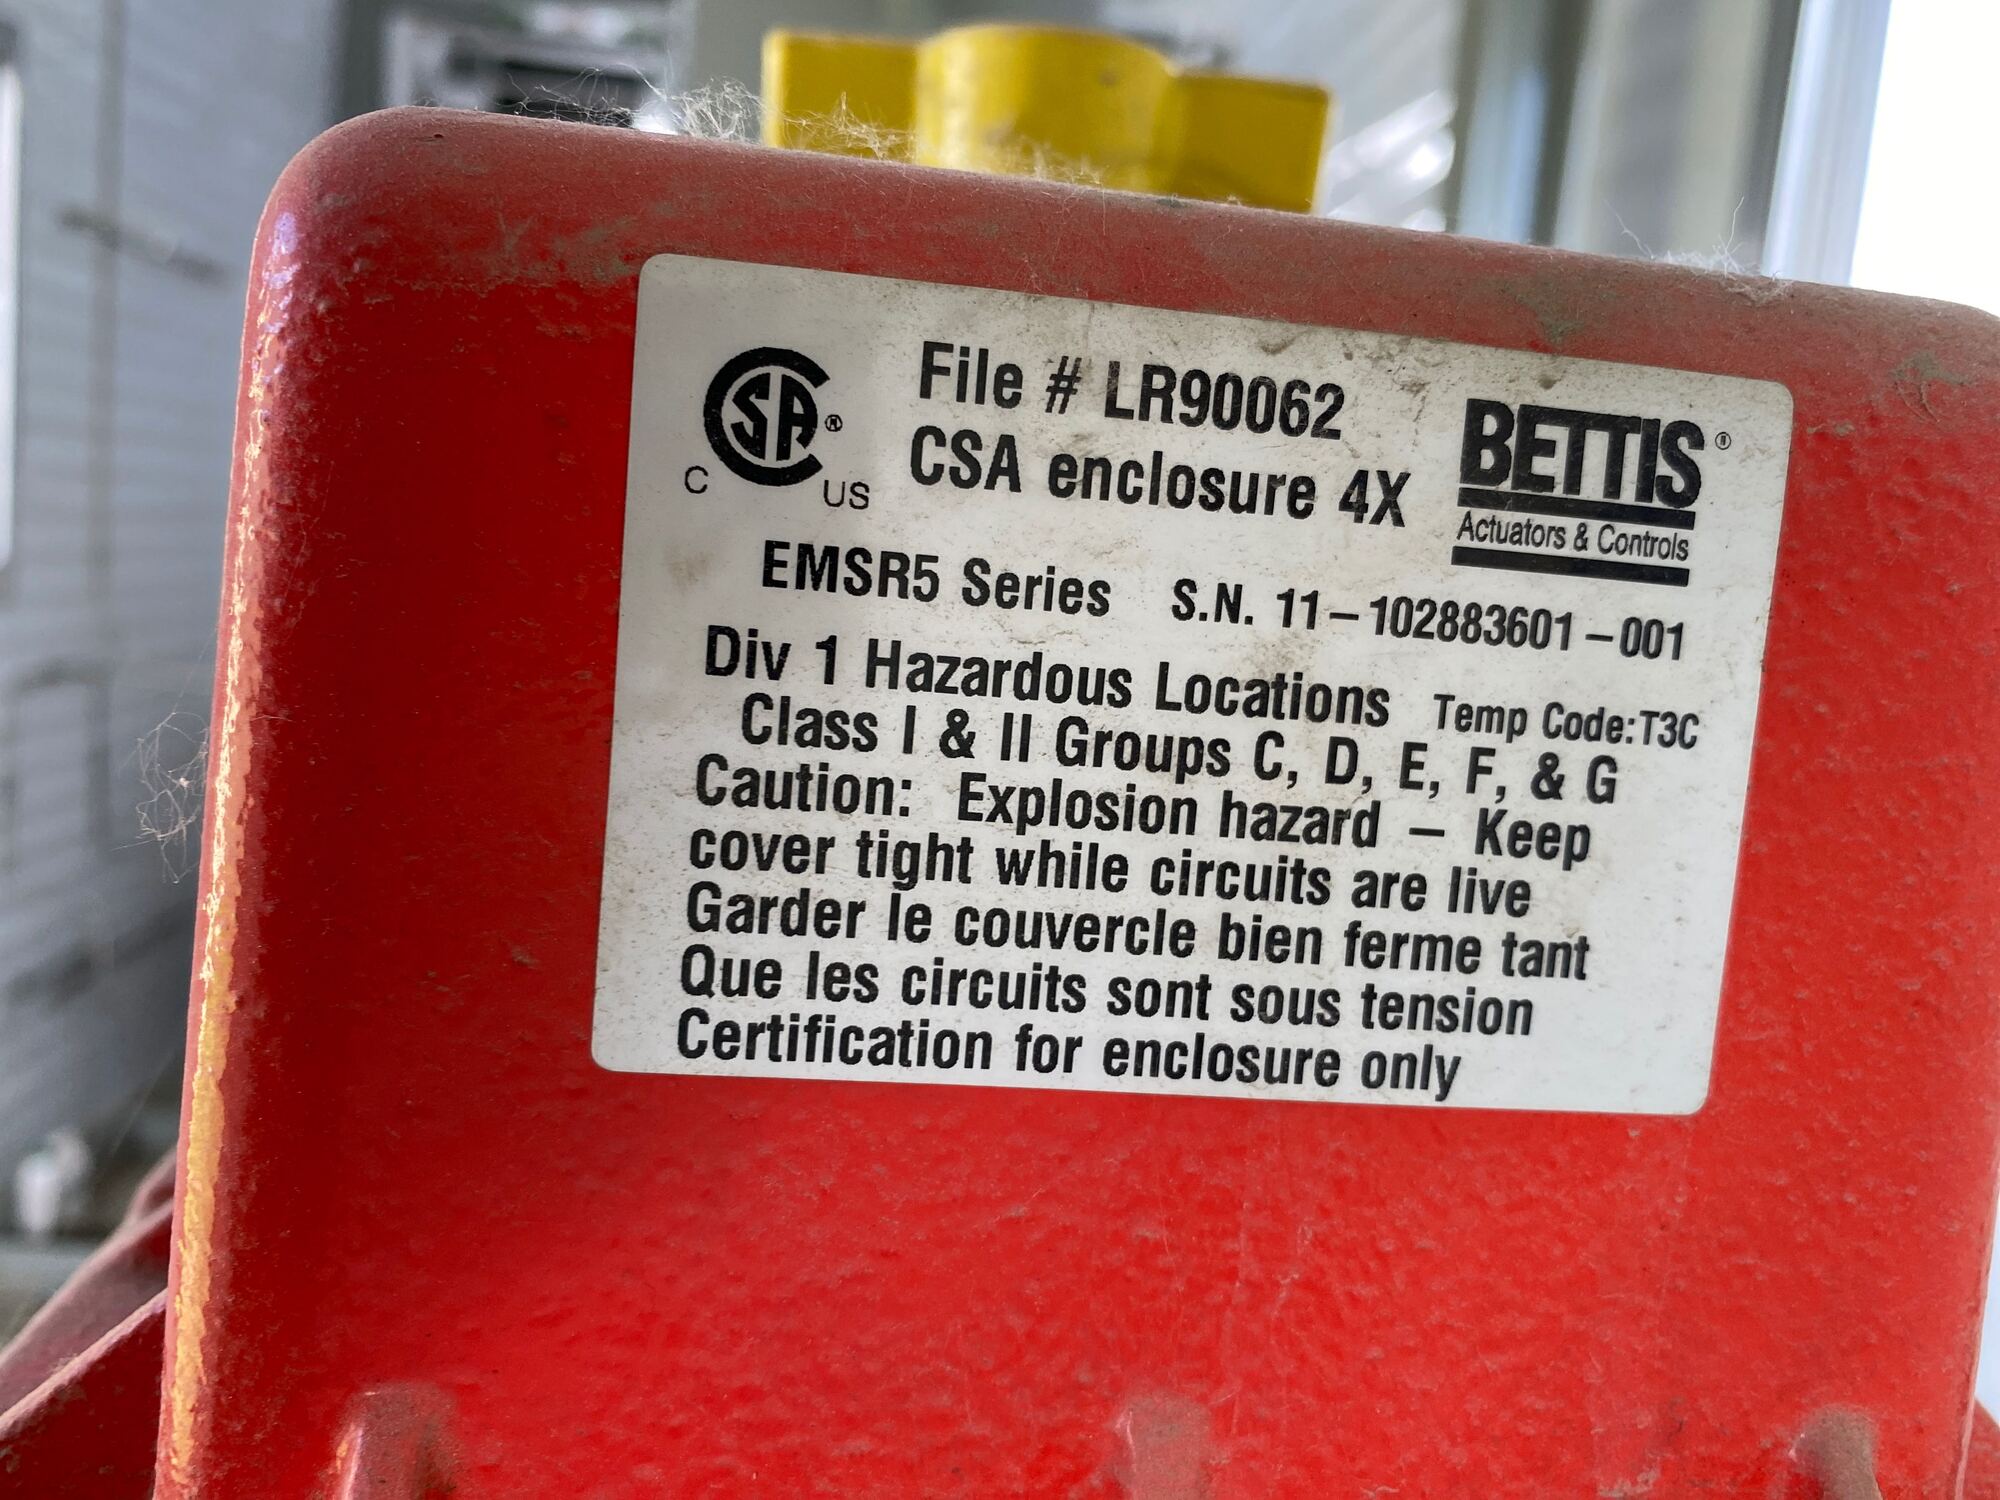 CSA®
C US
File # LR90062
CSA enclosure 4X
BETTIS®
Actuators & Controls
EMSR5 Series S.N. 11-102883601-001
Div 1 Hazardous Locations Temp Code:T3C
Class I & II Groups C, D, E, F, & G
Caution: Explosion hazard – Keep
cover tight while circuits are live
Garder le couvercle bien ferme tant
Que les circuits sont sous tension
Certification for enclosure only